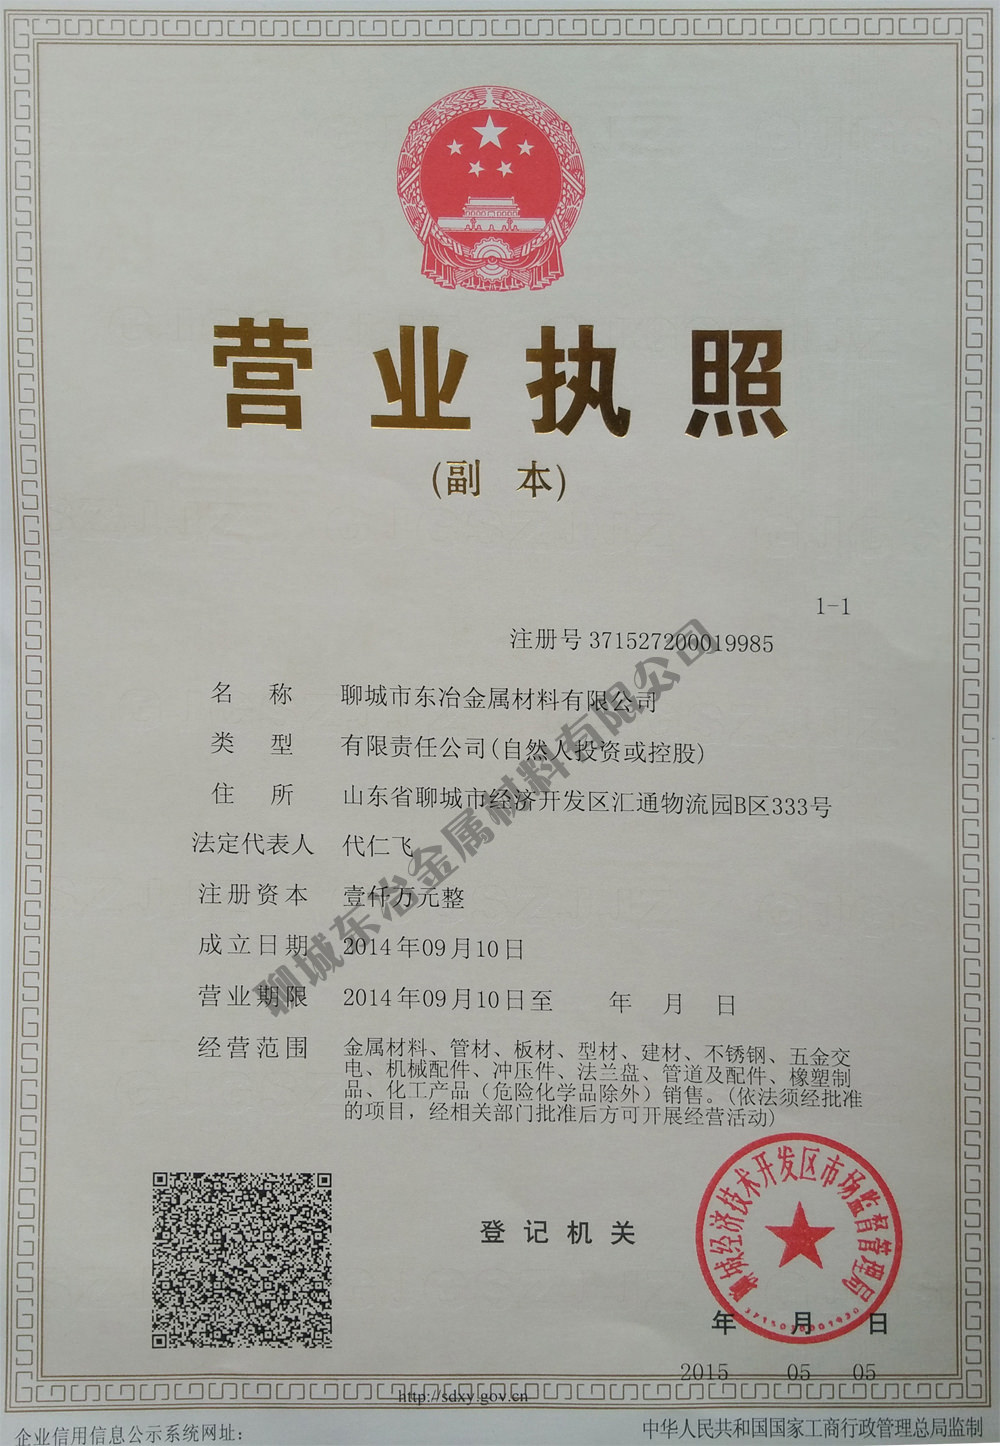 营业执照
(副 本)
1-1
注册号 371527200019985
名 称 聊城市东冶金属材料有限公司
类 型 有限责任公司(自然人投资或控股)
住 所 山东省聊城市经济开发区汇通物流园B区333号
法定代表人 代仁飞
注册资本 壹仟万元整
成立日期 2014年09月10日
营业期限 2014年09月10日至 年 月 日
经营范围 金属材料、管材、板材、型材、建材、不锈钢、五金交
电、机械配件、冲压件、法兰盘、管道及配件、橡塑制
品、化工产品（危险化学品除外）销售。(依法须经批准
的项目，经相关部门批准后方可开展经营活动)
聊城东冶金属材料有限公司
聊城经济技术开发区市场监督管理局
登记机关
年 月 日
2015 05 05
http://sdxy.gov.cn
企业信用信息公示系统网址：
中华人民共和国国家工商行政管理总局监制